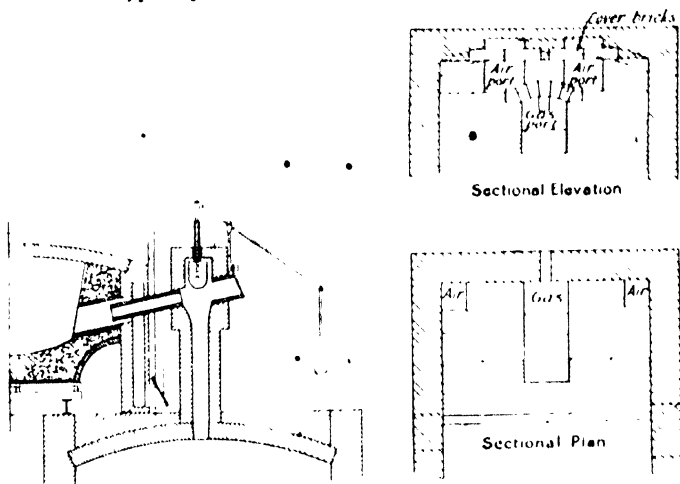 Cover bricks
Air port
Air port
Gas port
Sectional Elevation
Air
Gas
Air
Sectional Plan